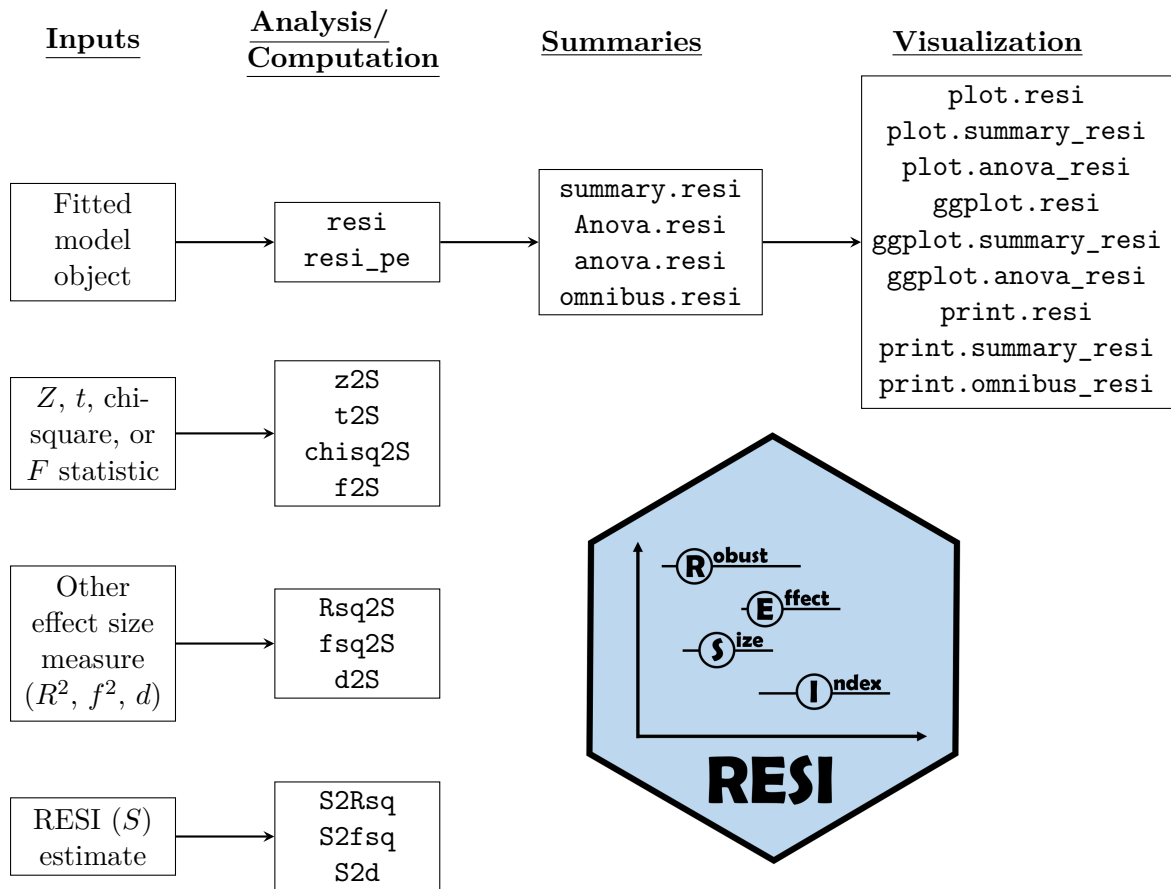 Inputs
Analysis/
Computation
Summaries
Visualization
Fitted
model
object
resi
resi_pe
summary.resi
Anova.resi
anova.resi
omnibus.resi
plot.resi
plot.summary_resi
plot.anova_resi
ggplot.resi
ggplot.summary_resi
ggplot.anova_resi
print.resi
print.summary_resi
print.omnibus_resi
Z, t, chi-
square, or
F statistic
z2S
t2S
chisq2S
f2S
Other
effect size
measure
(R², f², d)
Rsq2S
fsq2S
d2S
RESI (S)
estimate
S2Rsq
S2fsq
S2d
Robust
Effect
Size
Index
RESI